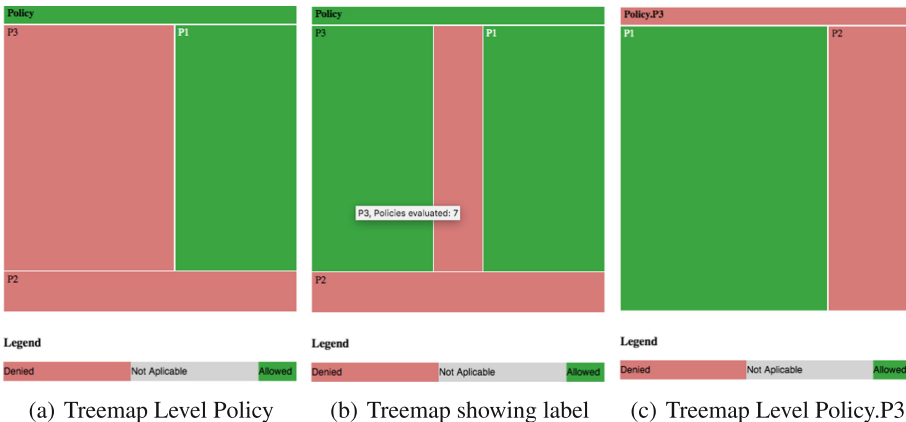 Policy
P3
P1
P2
Legend
Denied
Not Aplicable
Allowed
(a) Treemap Level Policy
Policy
P3
P1
P3, Policies evaluated: 7
P2
Legend
Denied
Not Aplicable
Allowed
(b) Treemap showing label
Policy.P3
P1
P2
Legend
Denied
Not Aplicable
Allowed
(c) Treemap Level Policy.P3